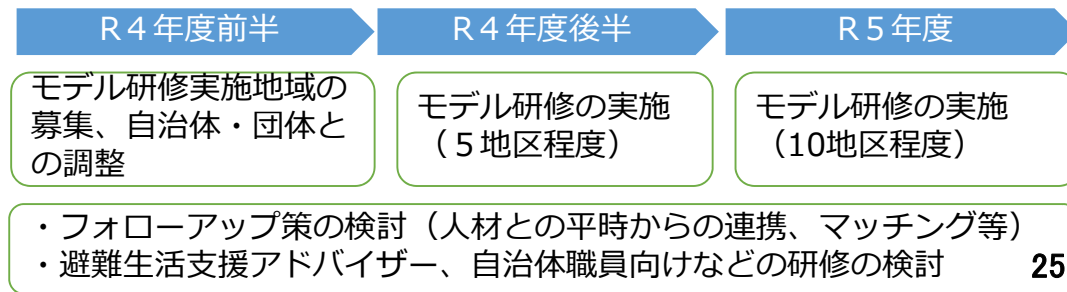 R４年度前半
R４年度後半
R５年度
モデル研修実施地域の
募集、自治体・団体と
の調整
モデル研修の実施
（５地区程度）
モデル研修の実施
（10地区程度）
・フォローアップ策の検討（人材との平時からの連携、マッチング等）
・避難生活支援アドバイザー、自治体職員向けなどの研修の検討
25